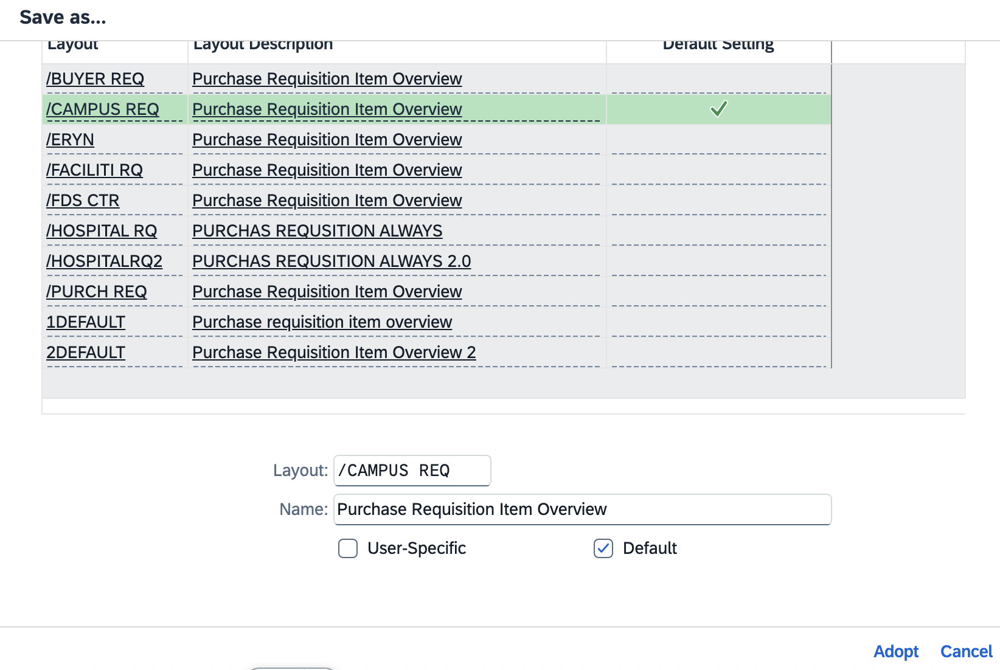 Save as...
Layout Layout Description Default Setting
/BUYER REQ Purchase Requisition Item Overview
/CAMPUS REQ Purchase Requisition Item Overview
/ERYN Purchase Requisition Item Overview
/FACILITI RQ Purchase Requisition Item Overview
/FDS CTR Purchase Requisition Item Overview
/HOSPITAL RQ PURCHAS REQUSITION ALWAYS
/HOSPITALRQ2 PURCHAS REQUSITION ALWAYS 2.0
/PURCH REQ Purchase Requisition Item Overview
1DEFAULT Purchase requisition item overview
2DEFAULT Purchase Requisition Item Overview 2
Layout: /CAMPUS REQ
Name: Purchase Requisition Item Overview
User-Specific Default
Adopt Cancel